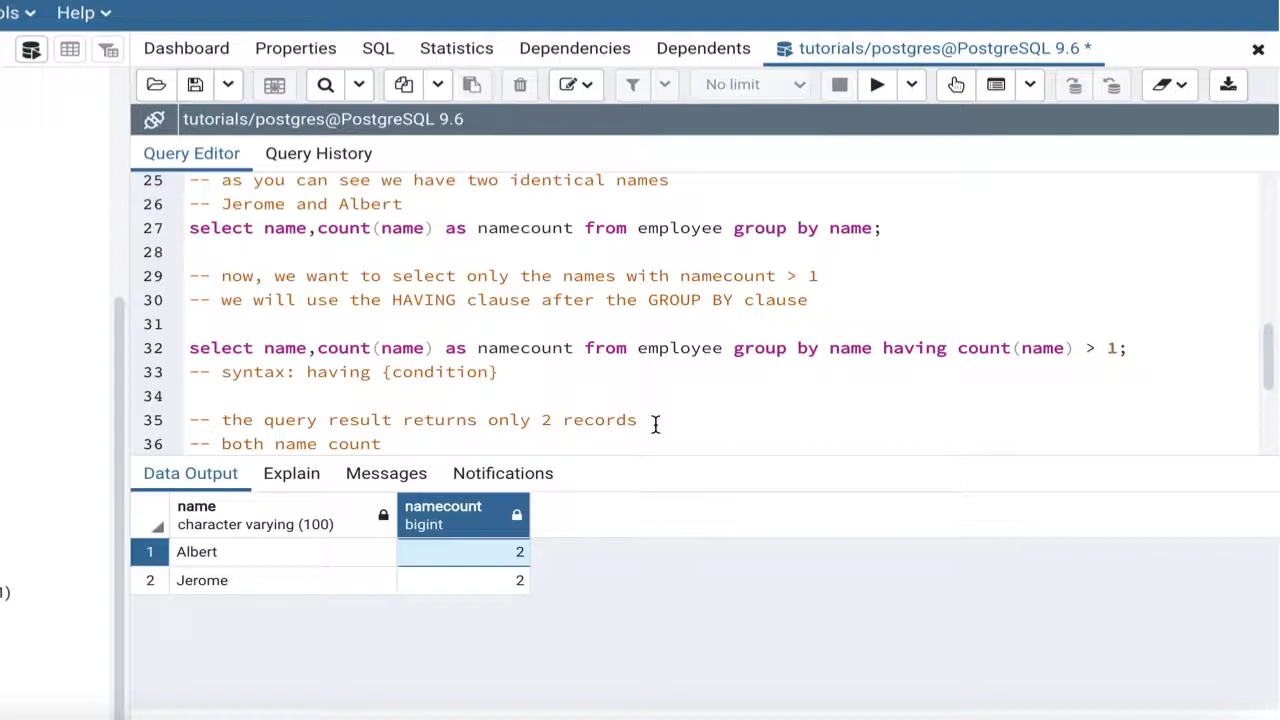 ols Help
Dashboard Properties SQL Statistics Dependencies Dependents tutorials/postgres@PostgreSQL 9.6 *
No limit
tutorials/postgres@PostgreSQL 9.6
Query Editor Query History
25 -- as you can see we have two identical names
26 -- Jerome and Albert
27 select name,count(name) as namecount from employee group by name;
28
29 -- now, we want to select only the names with namecount > 1
30 -- we will use the HAVING clause after the GROUP BY clause
31
32 select name,count(name) as namecount from employee group by name having count(name) > 1;
33 -- syntax: having {condition}
34
35 -- the query result returns only 2 records
36 -- both name count
Data Output Explain Messages Notifications
name namecount
character varying (100) bigint
1 Albert 2
2 Jerome 2
1)